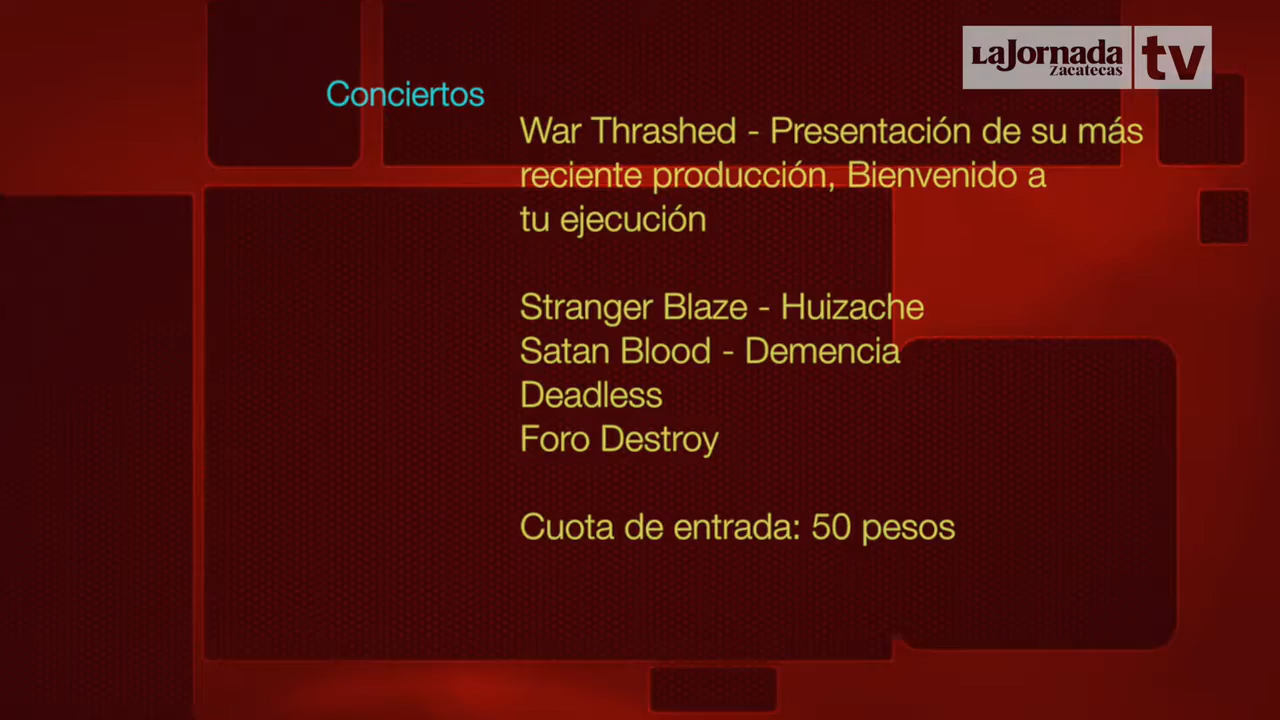 LaJornada
Zacatecas
tv
Conciertos
War Thrashed - Presentación de su más
reciente producción, Bienvenido a
tu ejecución
Stranger Blaze - Huizache
Satan Blood - Demencia
Deadless
Foro Destroy
Cuota de entrada: 50 pesos